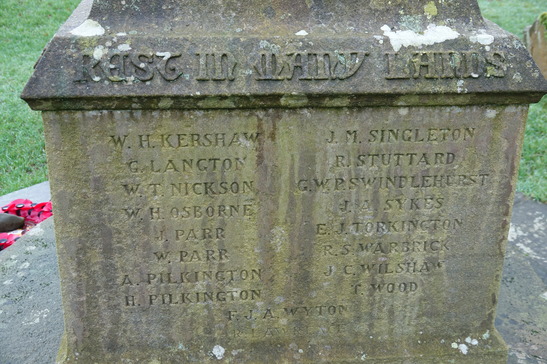 REST IN MANY LANDS
W.H.KERSHAW
G.LANGTON
W.T.NICKSON
W.H.OSBORNE
J.PARR
W.PARR
A.PILKINGTON
H.PILKINGTON
J.M.SINGLETON
R.STUTTARD
G.W.P.SWINDLEHURST
J.A.SYKES
E.J.TORKINGTON
R.S.WARBRICK
J.C.WILSHAW
T.WOOD
F.J.A.WYTON